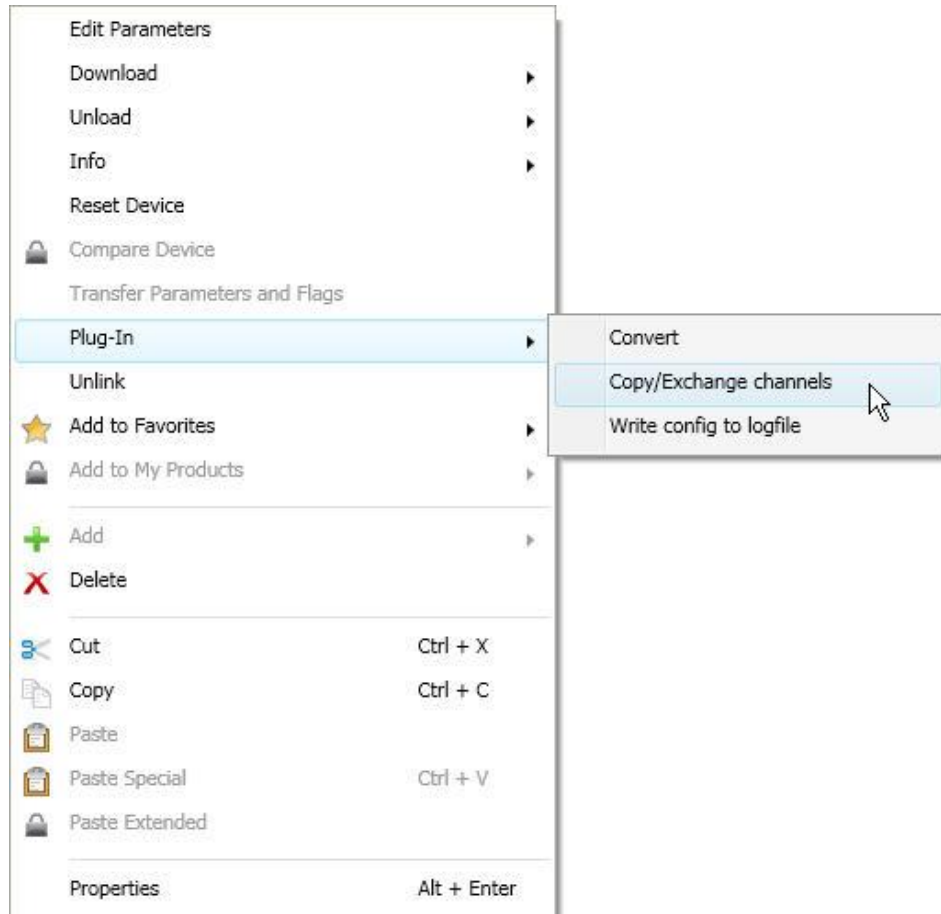 Edit Parameters
Download
Unload
Info
Reset Device
Compare Device
Transfer Parameters and Flags
Plug-In
Convert
Unlink
Copy/Exchange channels
Add to Favorites
Write config to logfile
Add to My Products
Add
Delete
Cut Ctrl + X
Copy Ctrl + C
Paste
Paste Special Ctrl + V
Paste Extended
Properties Alt + Enter